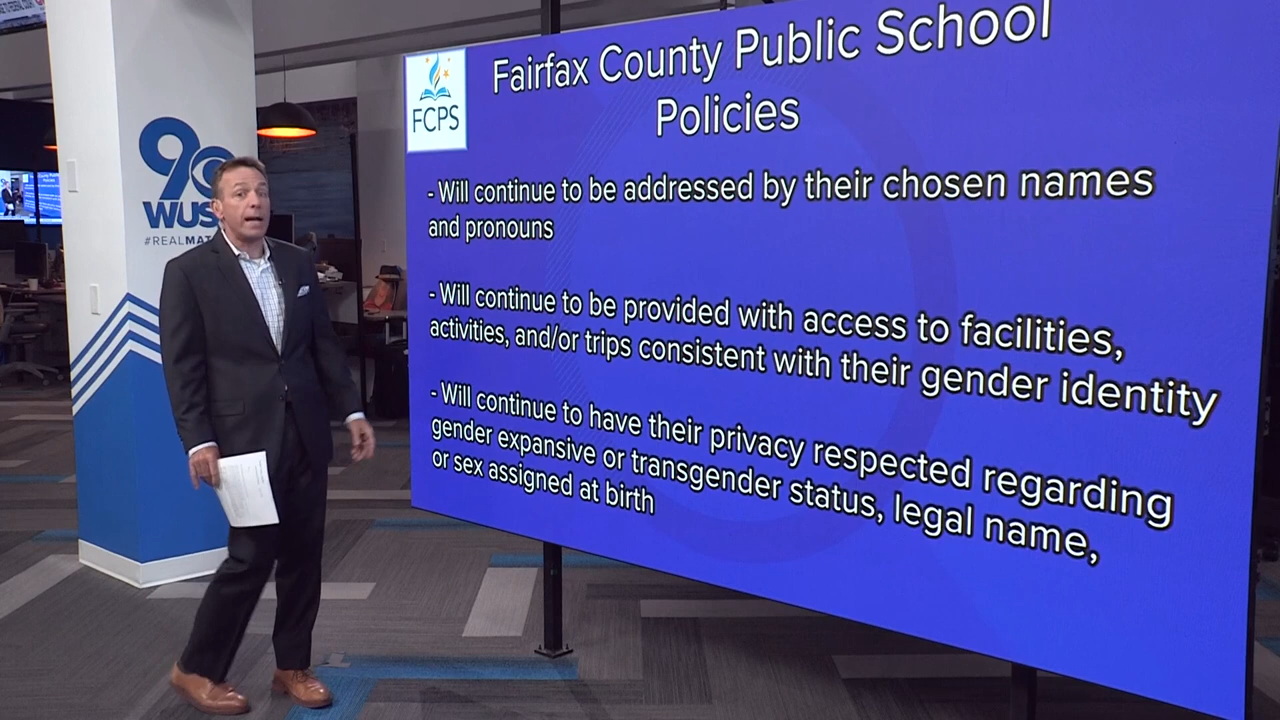 Fairfax County Public School
Policies
FCPS
- Will continue to be addressed by their chosen names
and pronouns
- Will continue to be provided with access to facilities,
activities, and/or trips consistent with their gender identity
- Will continue to have their privacy respected regarding
gender expansive or transgender status, legal name,
or sex assigned at birth
9
WUS
#REALMAT